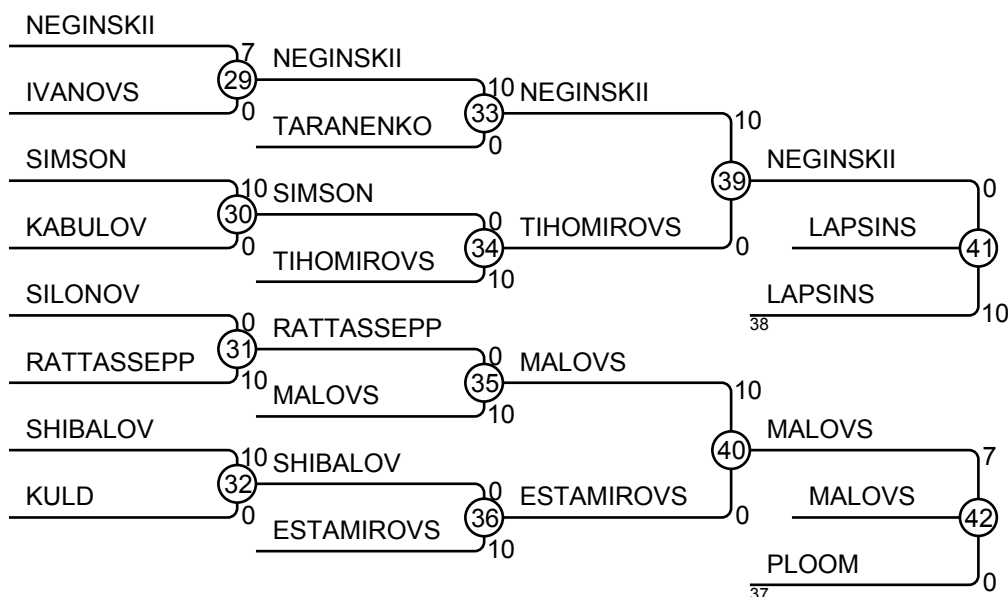 NEGINSKII
7
29
NEGINSKII
IVANOVS
0
10
33
NEGINSKII
TARANENKO
0
10
39
NEGINSKII
SIMSON
10
30
SIMSON
KABULOV
0
0
34
TIHOMIROVS
TIHOMIROVS
10
0
0
LAPSINS
41
LAPSINS
38
10
SILONOV
0
31
RATTASSEPP
RATTASSEPP
10
0
35
MALOVS
MALOVS
10
10
40
MALOVS
SHIBALOV
10
32
SHIBALOV
KULD
0
0
36
ESTAMIROVS
ESTAMIROVS
10
0
7
MALOVS
42
PLOOM
37
0